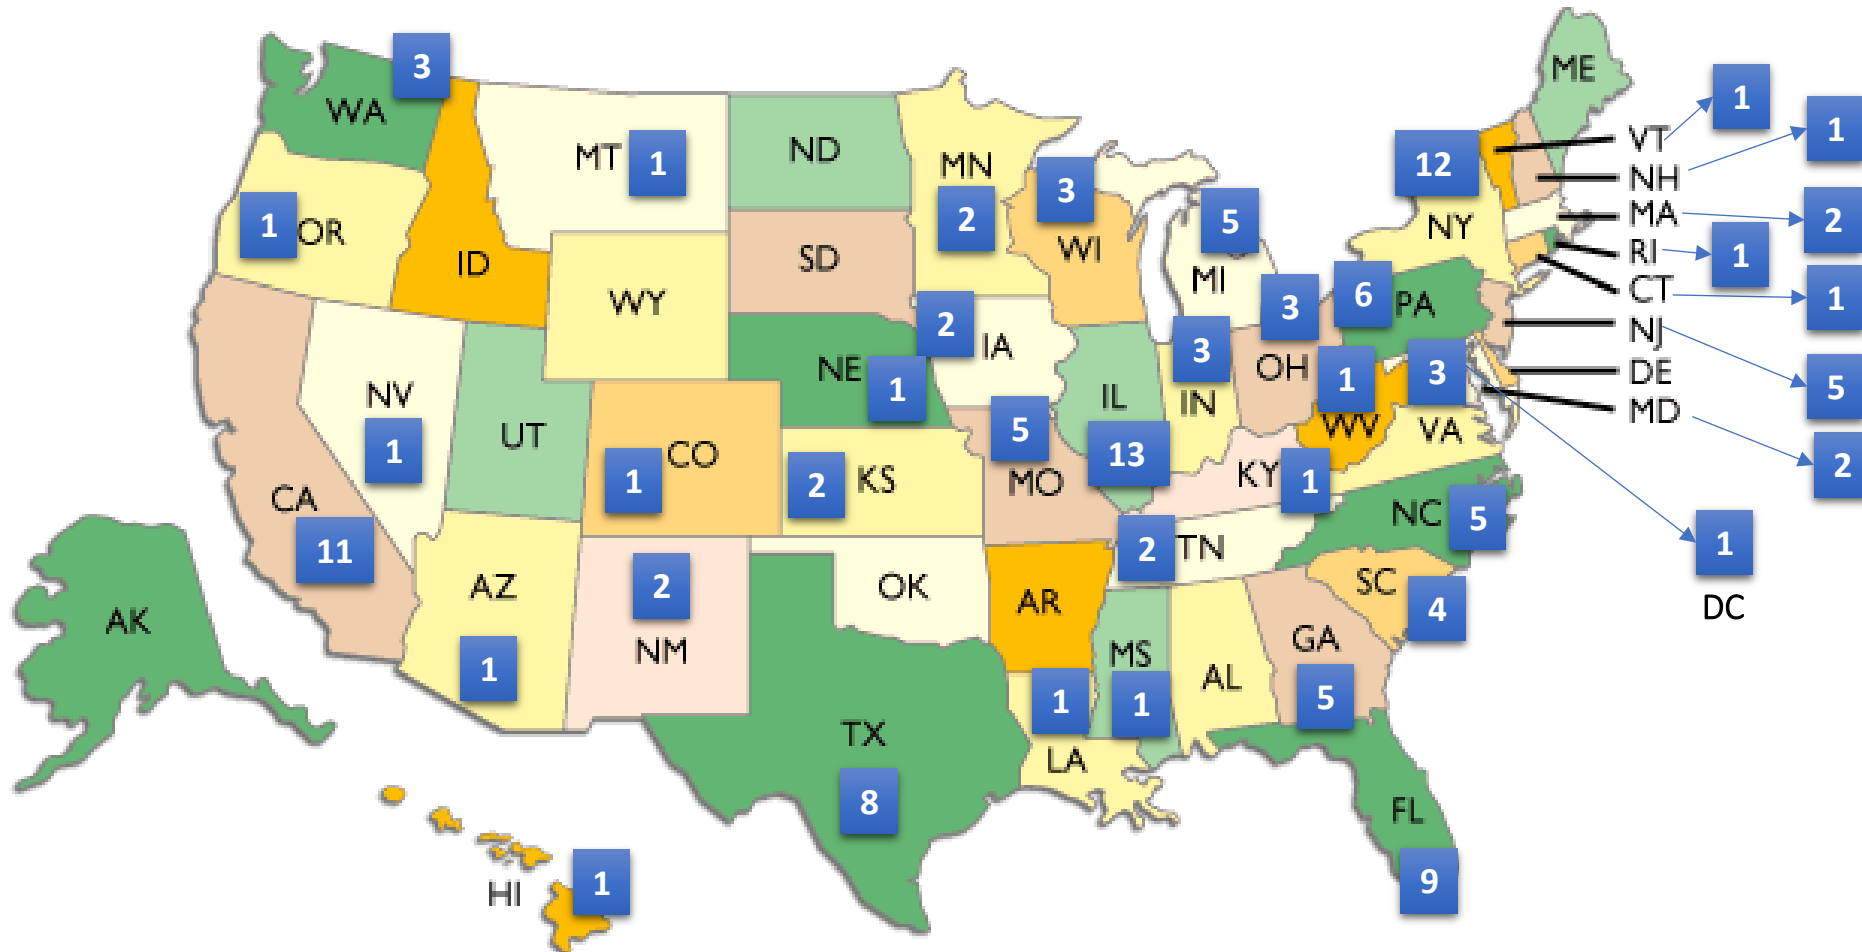 WA
3
MT
1
ND
MN
2
OR
1
ID
SD
WI
3
MI
5
ME
NY
12
VT
1
NH
1
MA
2
RI
1
CT
1
NJ
5
DE
MD
2
WY
NE
1
IA
2
IL
13
IN
3
OH
3
PA
6
WV
1
VA
3
NV
1
UT
CO
1
KS
2
MO
5
KY
1
CA
11
NC
5
TN
2
SC
4
DC
1
AZ
1
NM
2
OK
AR
MS
1
AL
GA
5
AK
TX
8
LA
1
FL
9
HI
1